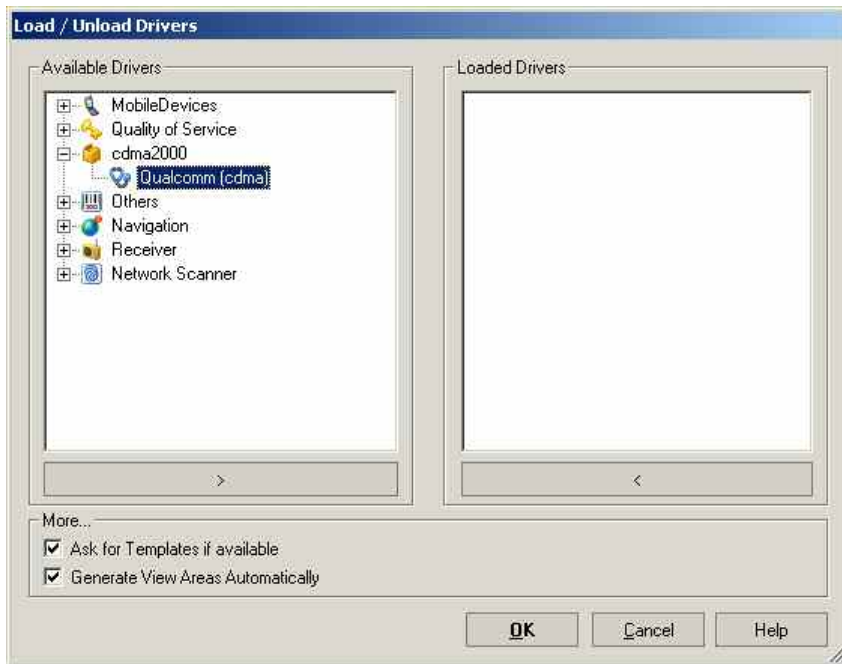 Load / Unload Drivers
Available Drivers
Loaded Drivers
MobileDevices
Quality of Service
cdma2000
Qualcomm (cdma)
Others
Navigation
Receiver
Network Scanner
>
<
More...
Ask for Templates if available
Generate View Areas Automatically
OK
Cancel
Help